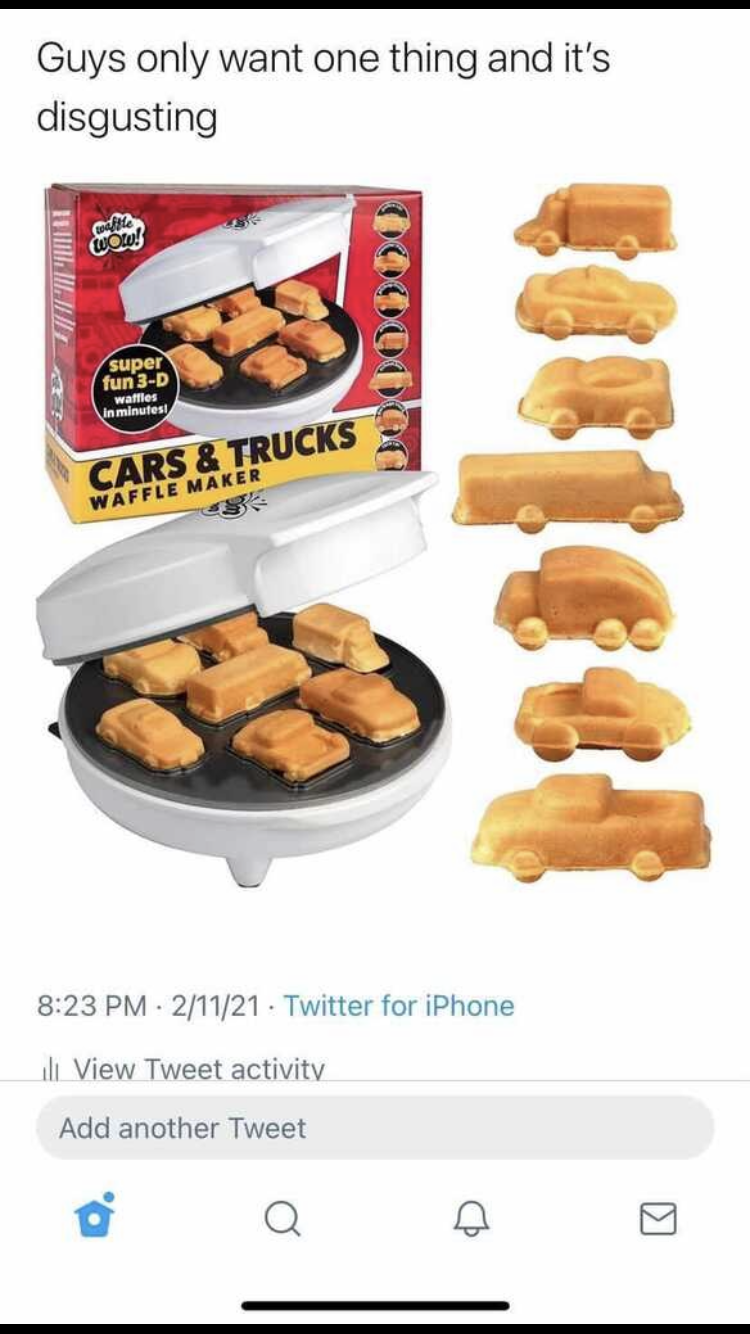 Guys only want one thing and it's
disgusting
waffle
wow!
super
fun 3-D
waffles
in minutes!
CARS & TRUCKS
WAFFLE MAKER
8:23 PM · 2/11/21 · Twitter for iPhone
View Tweet activity
Add another Tweet